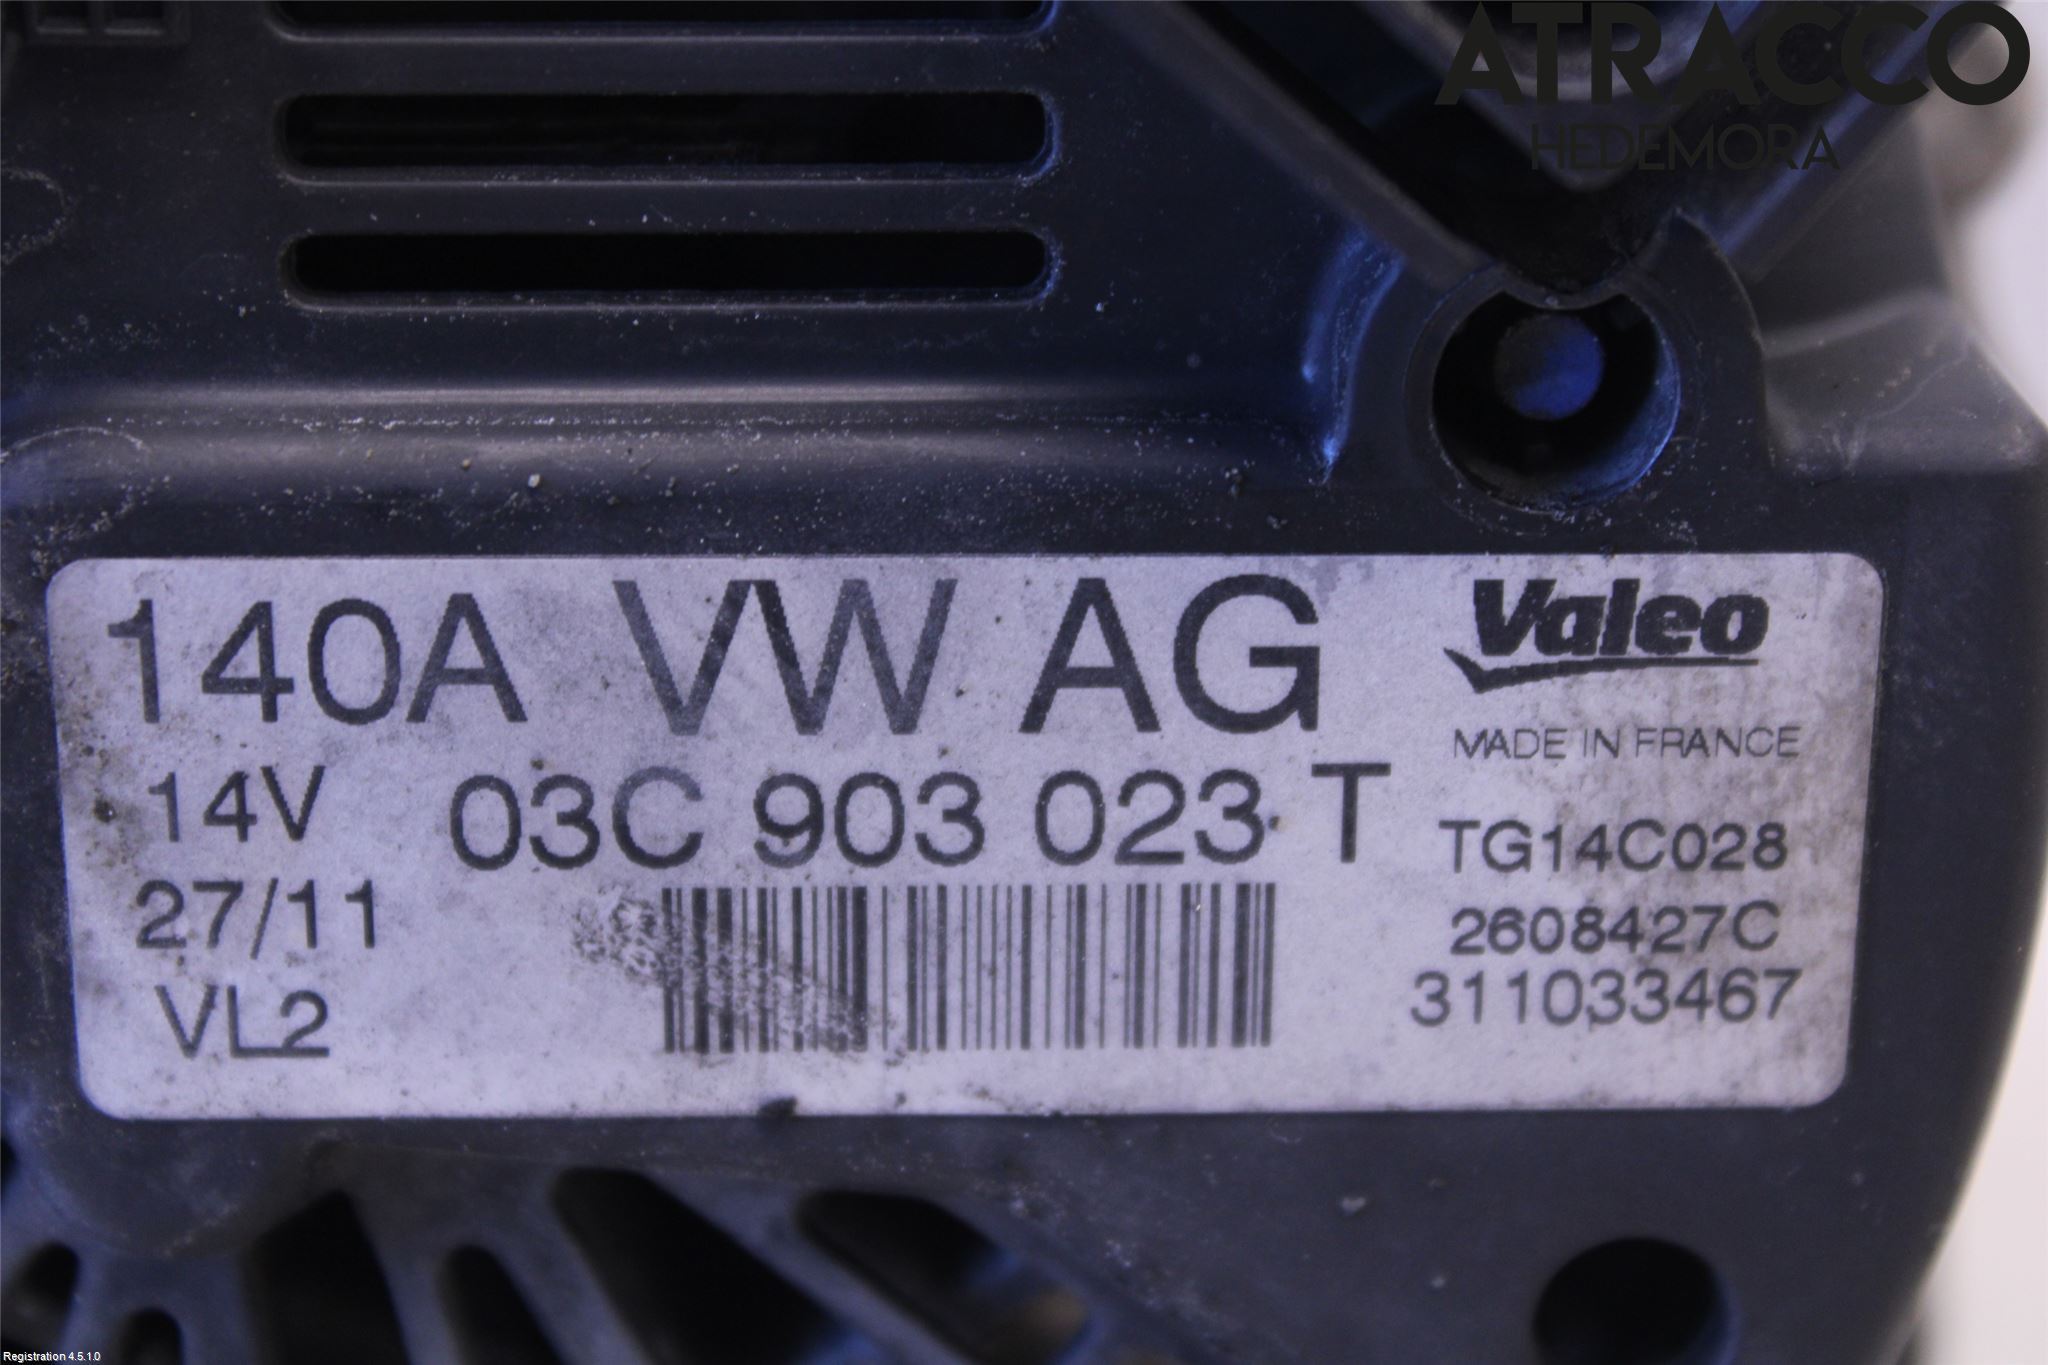 ATRACCO
HEDEMORA
140A VW AG
Valeo
MADE IN FRANCE
14V 03C 903 023 T
TG14C028
27/11
2608427C
VL2
311033467
Registration 4.5.1.0